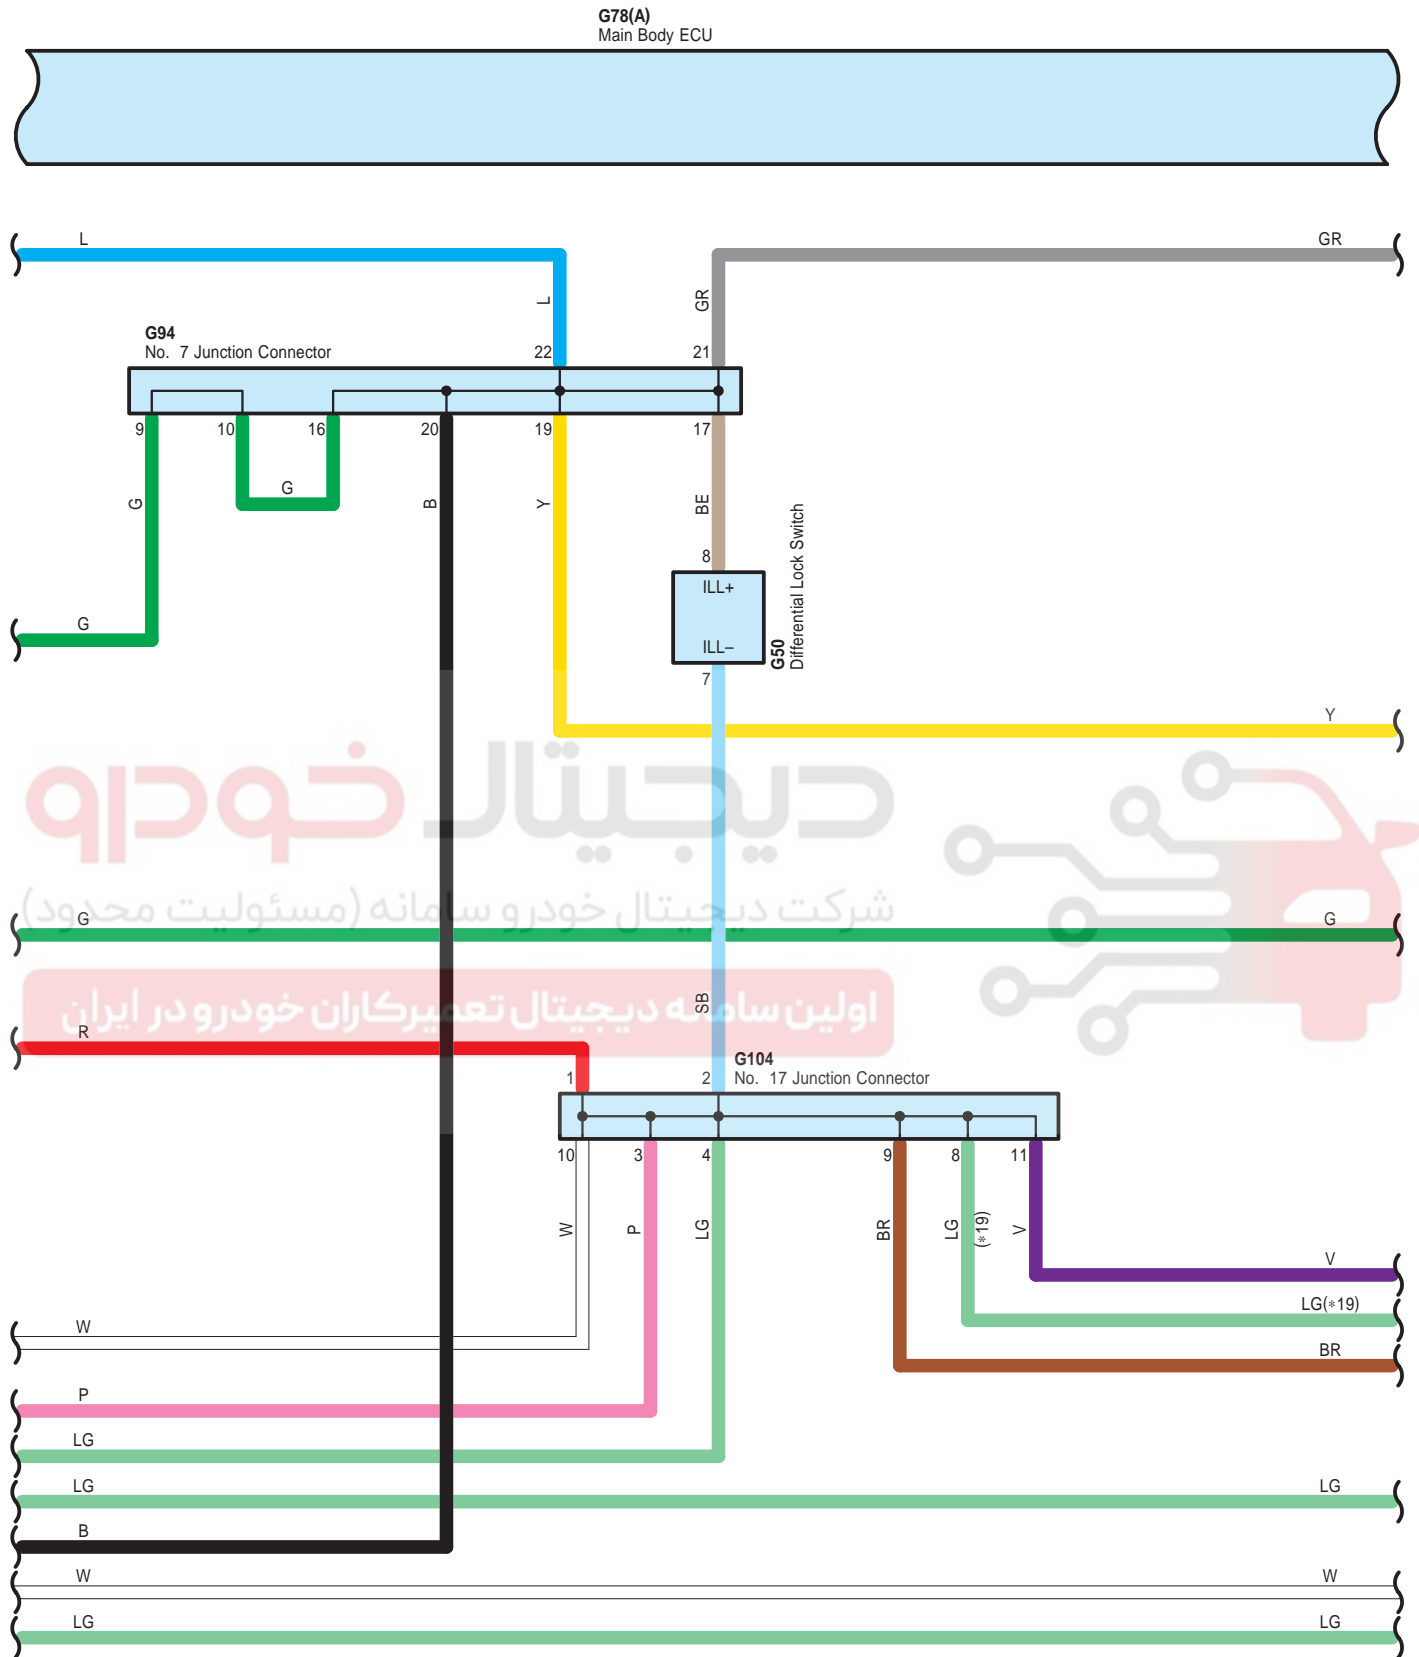 G78(A)
Main Body ECU
L
GR
L
GR
G94
No. 7 Junction Connector
22
21
9
10
16
20
19
17
G
G
B
Y
BE
8
ILL+
ILL–
7
G50
Differential Lock Switch
G
Y
دیجیتال خودرو
شرکت دیجیتال خودرو سامانه (مسئولیت محدود)
G
G
اولین سامانه دیجیتال تعمیرکاران خودرو در ایران
SB
R
G104
1
2
No. 17 Junction Connector
10
3
4
9
8
11
W
P
LG
BR
LG
(*19)
V
V
LG(*19)
W
BR
P
LG
LG
LG
B
W
W
LG
LG